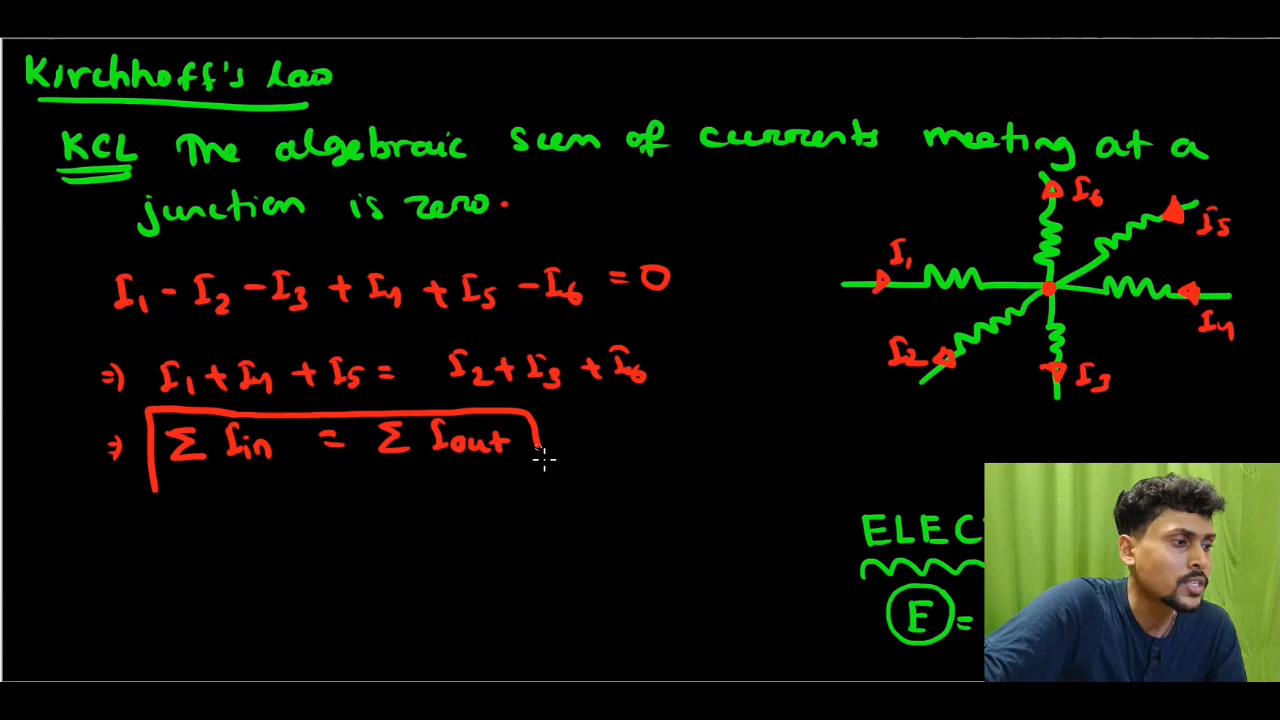 Kirchhoff's Law
KCL The algebraic sum of currents meeting at a
junction is zero.
I₁ - I₂ - I₃ + I₄ + I₅ - I₆ = 0
⇒ I₁ + I₄ + I₅ = I₂ + I₃ + I₆
⇒ Σ Iin = Σ Iout
I₆
I₅
I₁
I₄
I₂
I₃
ELEC
E =